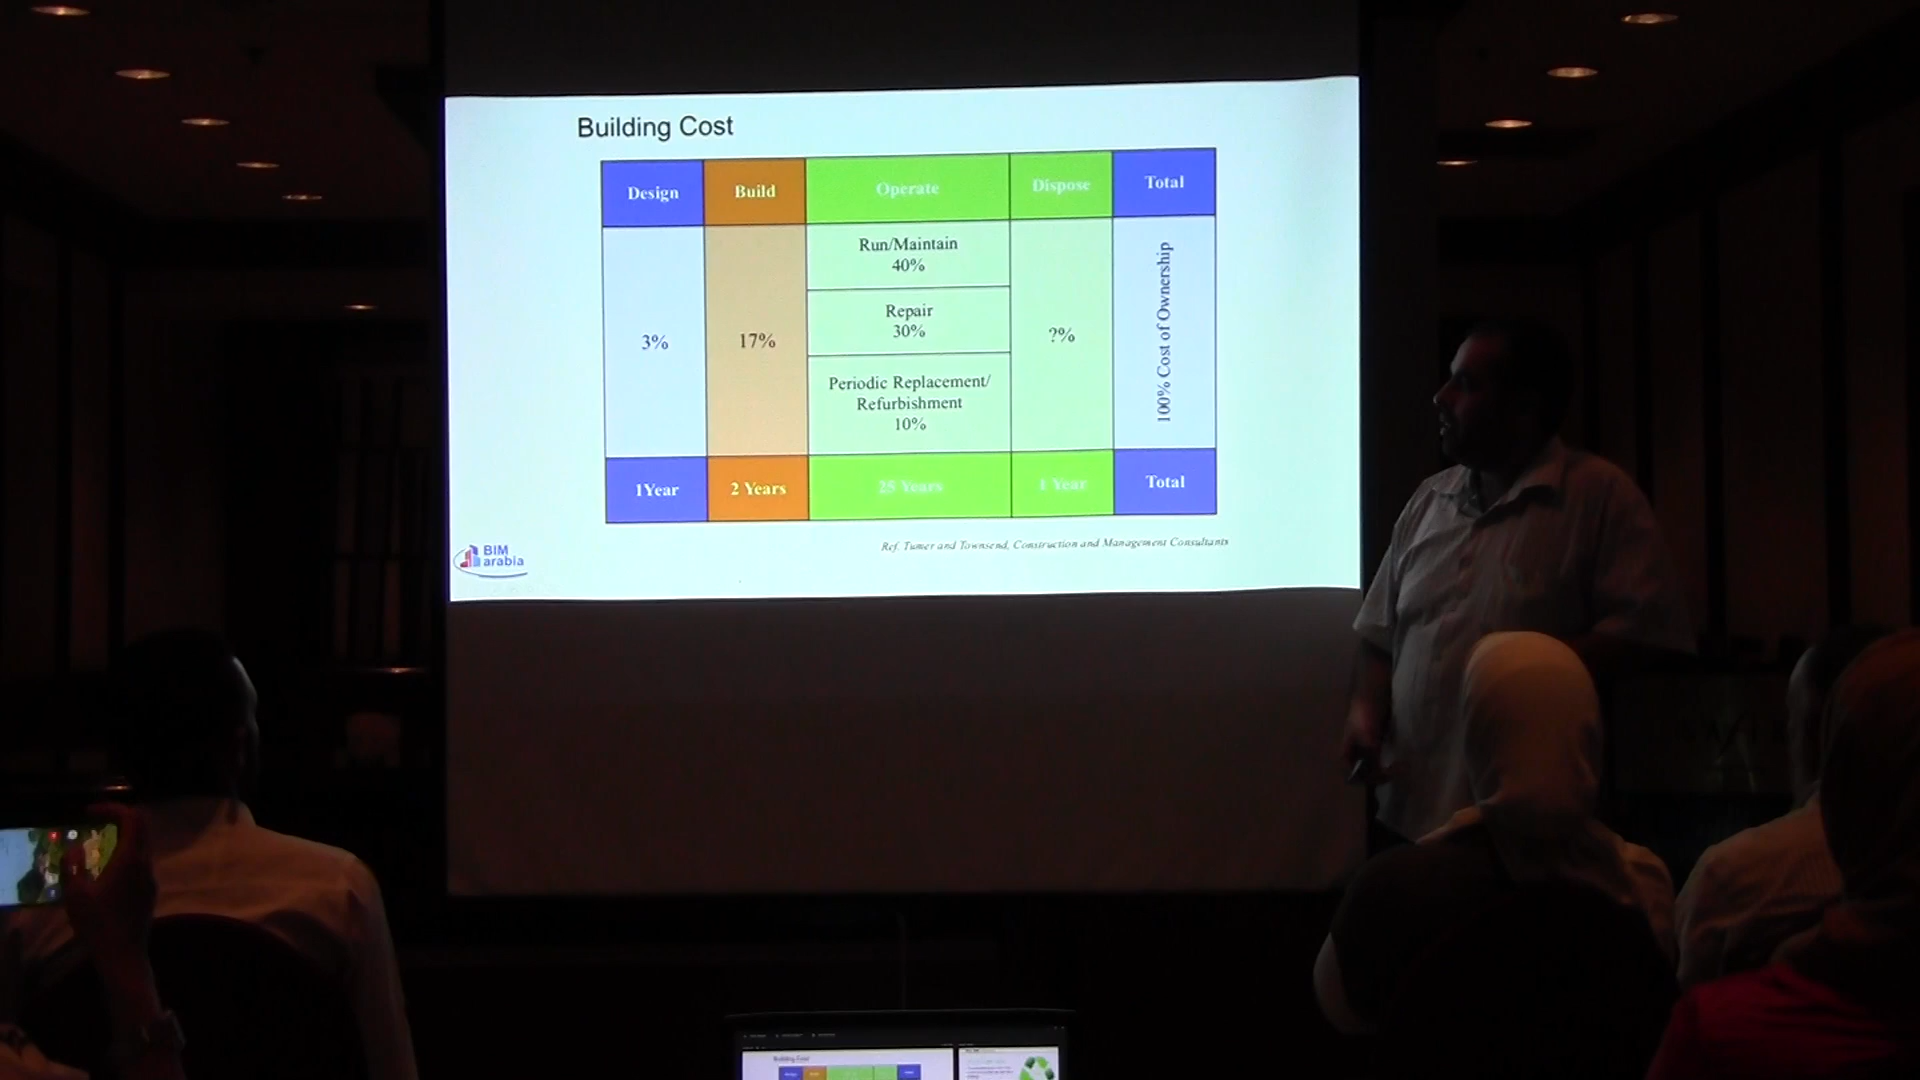 Building Cost
Design
Build
Operate
Dispose
Total
3%
17%
Run/Maintain
40%
Repair
30%
Periodic Replacement/
Refurbishment
10%
?%
100% Cost of Ownership
1Year
2 Years
25 Years
1 Year
Total
Ref. Turner and Townsend, Construction and Management Consultants
BIM
arabia
Building Cost